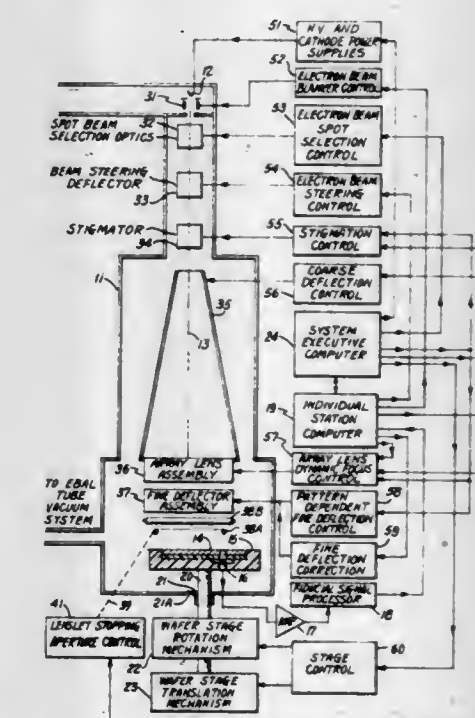 51
H V AND
CATHODE POWER
SUPPLIES
12
52
31
ELECTRON BEAM
BLANKER CONTROL
32
SPOT BEAM
SELECTION OPTICS
53
ELECTRON BEAM
SPOT
SELECTION
CONTROL
BEAM STEERING
DEFLECTOR
33
54
ELECTRON BEAM
STEERING
CONTROL
STIGMATOR
34
55
STIGMATION
CONTROL
11
35
13
56
COARSE
DEFLECTION
CONTROL
24
SYSTEM
EXECUTIVE
COMPUTER
19
INDIVIDUAL
STATION
COMPUTER
57
36
ARRAY LENS
ASSEMBLY
ARRAY LENS
DYNAMIC FOCUS
CONTROL
37
FINE DEFLECTOR
ASSEMBLY
38B
38A
58
PATTERN
DEPENDENT
FINE DEFLECTION
CONTROL
TO EBAL
TUBE
VACUUM
SYSTEM
14
15
16
59
FINE
DEFLECTION
CORRECTION
20
21
21A
FIDUCIAL SIGNAL
PROCESSOR
18
41
39
LENSLET STOPPING
APERTURE CONTROL
AMP
17
22
WAFER STAGE
ROTATION
MECHANISM
60
STAGE
CONTROL
23
WAFER STAGE
TRANSLATION
MECHANISM